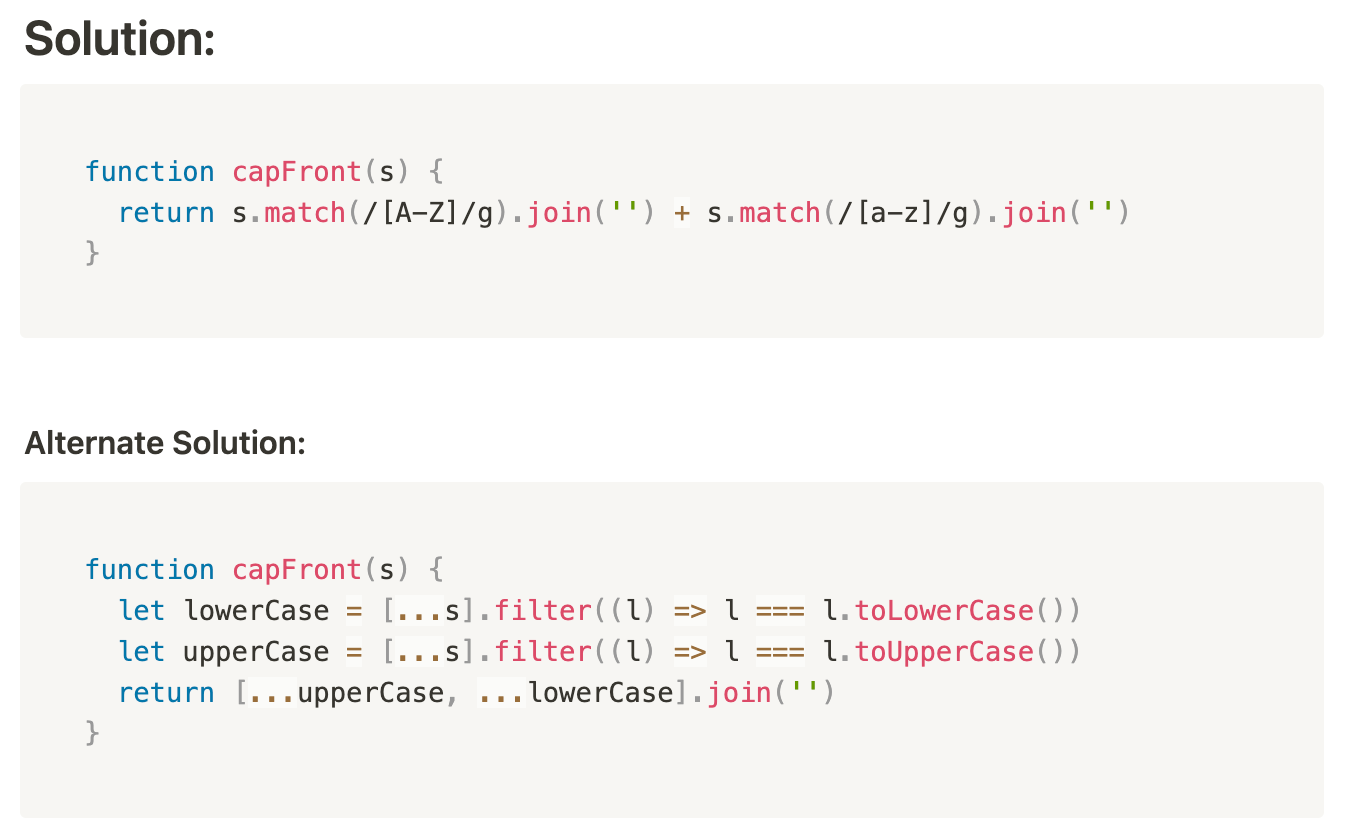 Solution:
function capFront(s) {
  return s.match(/[A-Z]/g).join('') + s.match(/[a-z]/g).join('')
}
Alternate Solution:
function capFront(s) {
  let lowerCase = [...s].filter((l) => l === l.toLowerCase())
  let upperCase = [...s].filter((l) => l === l.toUpperCase())
  return [...upperCase, ...lowerCase].join('')
}